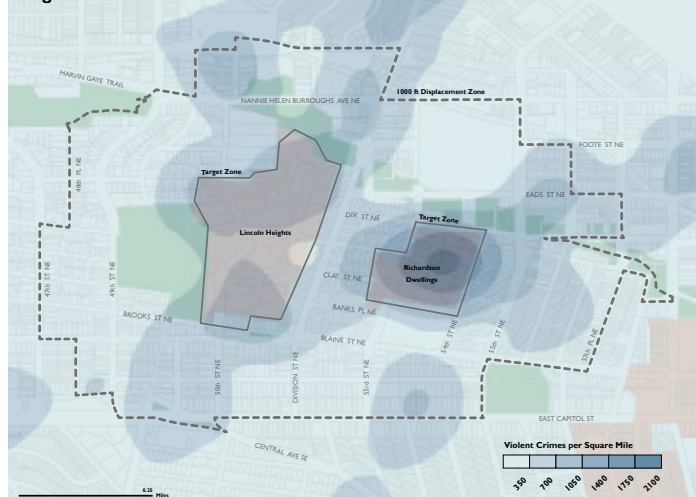 MARVIN GAYE TRAIL
1000 ft Displacement Zone
NANNIE HELEN BURROUGHS AVE NE
FOOTE ST NE
48th PL NE
Target Zone
EADS ST NE
DIX ST NE
Target Zone
Lincoln Heights
47th ST NE
49th ST NE
CLAY ST NE
Richardson
Dwellings
BANKS PL NE
BROOKS ST NE
BLAINE ST NE
54th ST NE
55th ST NE
57th PL NE
50th ST NE
DIVISION ST NE
53rd ST NE
EAST CAPITOL ST
CENTRAL AVE SE
Violent Crimes per Square Mile
350
700
1050
1400
1750
2100
0.25
Miles